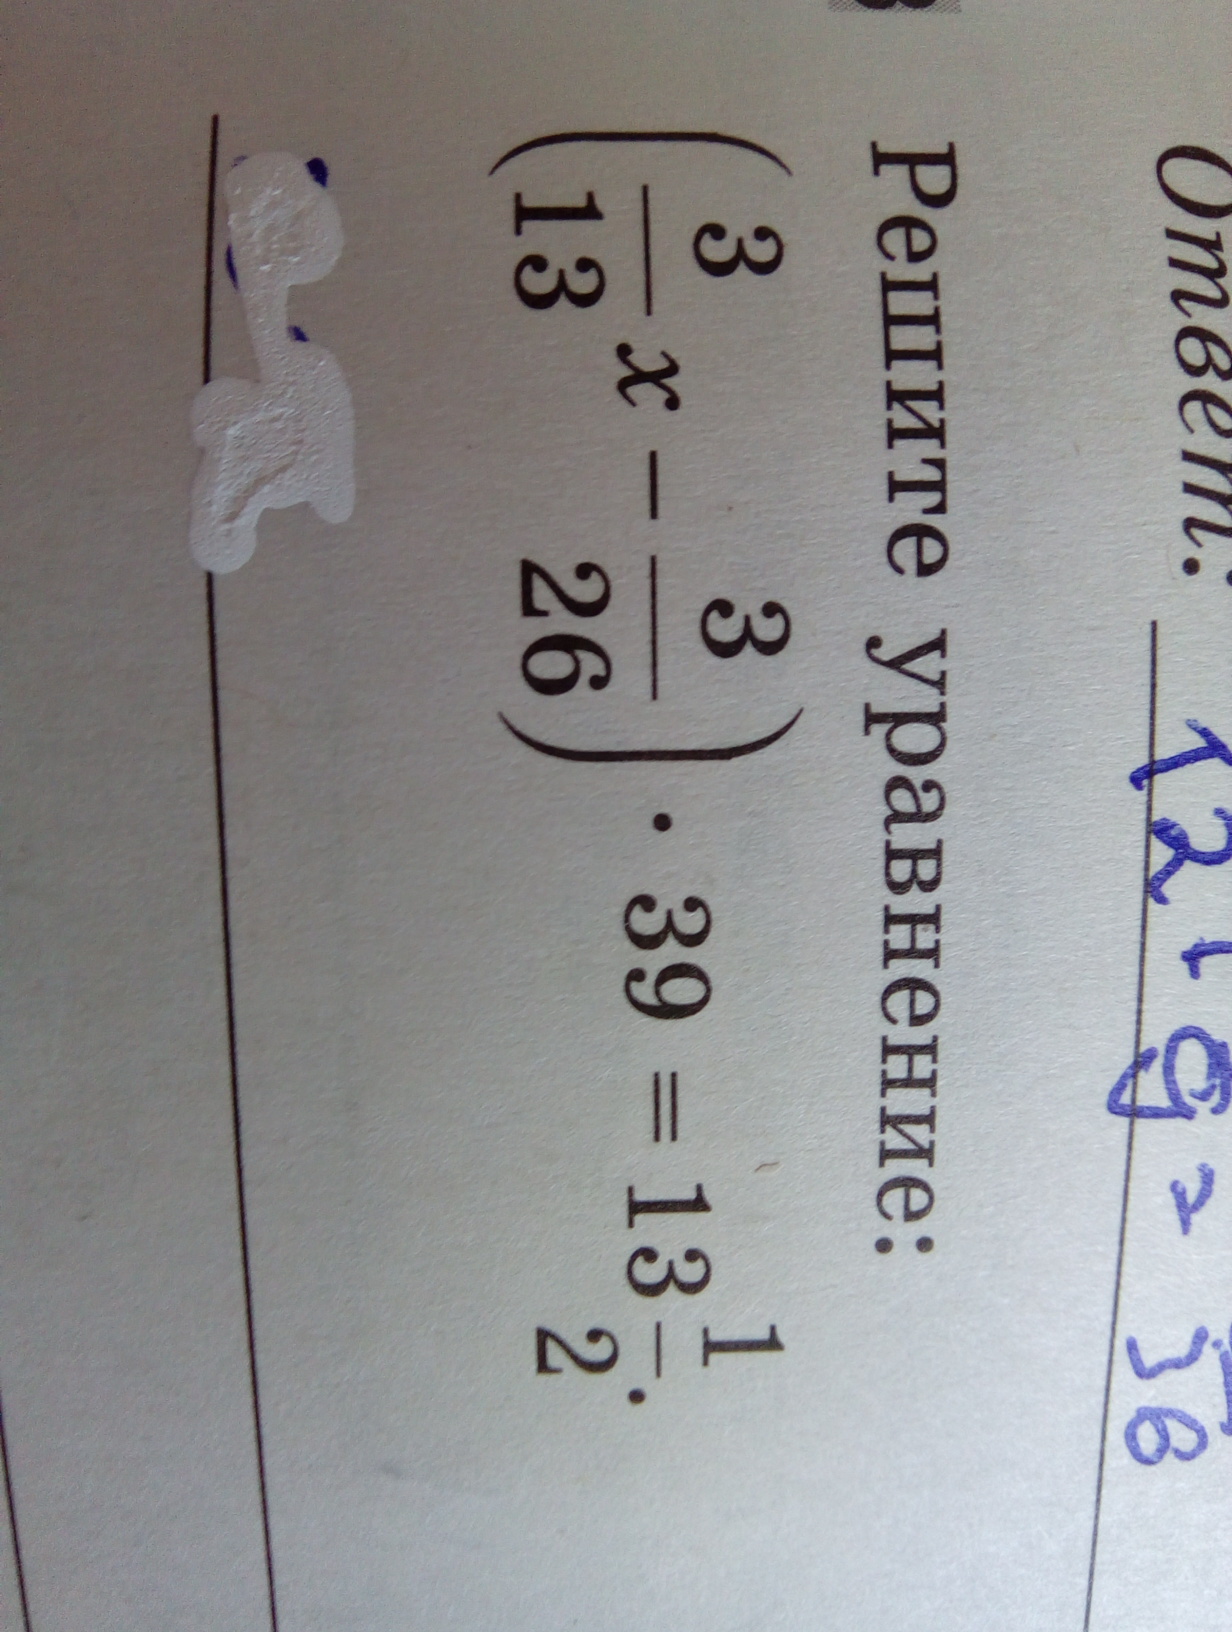 Ответ:
Решите уравнение:
(3/13 x − 3/26) · 39 = 13 1/2.